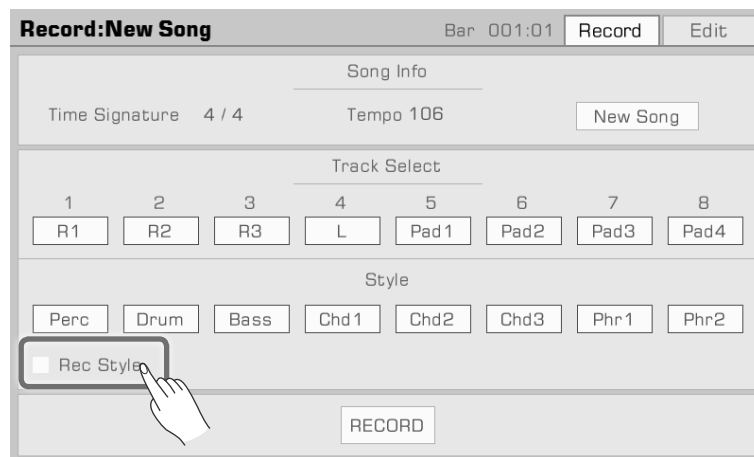 Record:New Song Bar 001:01 Record Edit
Song Info
Time Signature 4 / 4 Tempo 106 New Song
Track Select
1 2 3 4 5 6 7 8
R1 R2 R3 L Pad1 Pad2 Pad3 Pad4
Style
Perc Drum Bass Chd1 Chd2 Chd3 Phr1 Phr2
Rec Style
RECORD